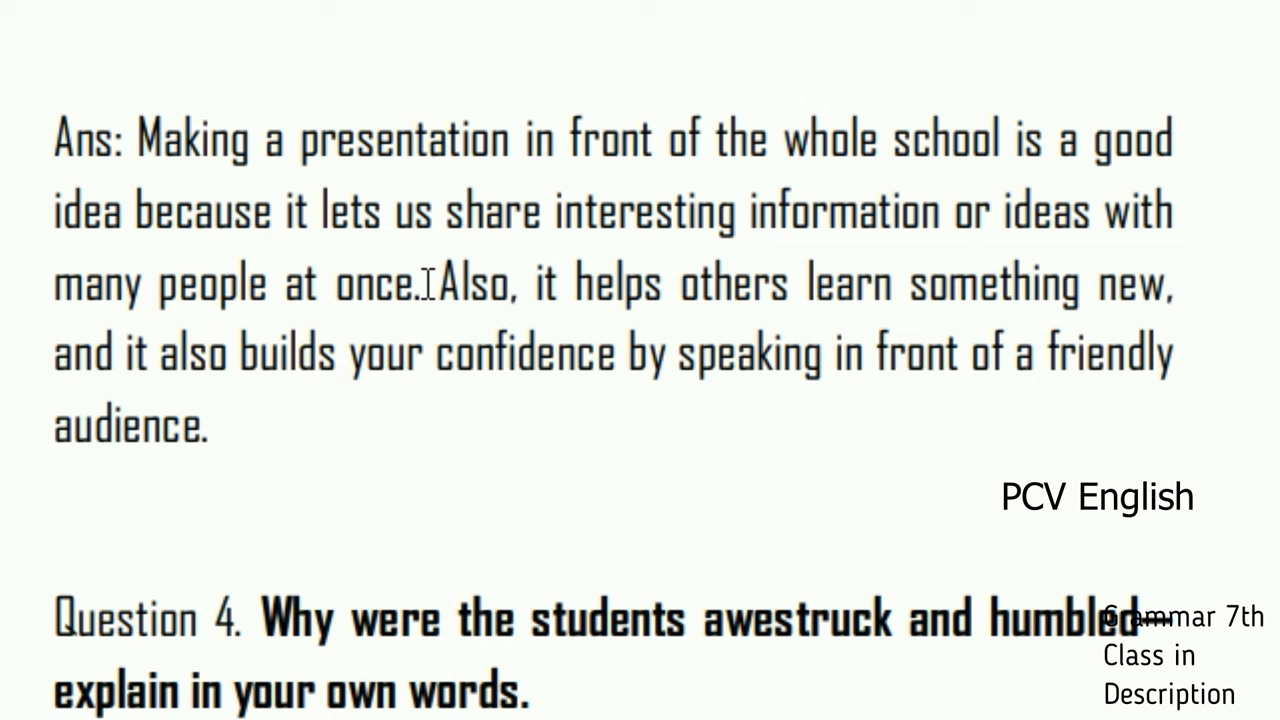 Ans: Making a presentation in front of the whole school is a good
idea because it lets us share interesting information or ideas with
many people at once. Also, it helps others learn something new,
and it also builds your confidence by speaking in front of a friendly
audience.
PCV English
Question 4. Why were the students awestruck and humbled—
explain in your own words.
Grammar 7th
Class in
Description